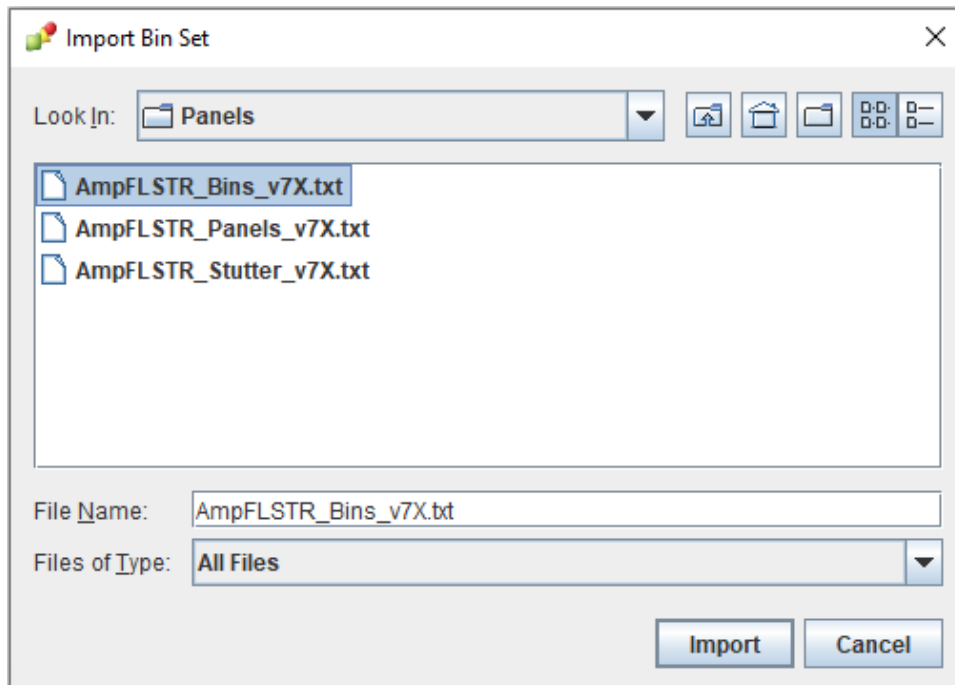 Import Bin Set
Look In: Panels
AmpFLSTR_Bins_v7X.txt
AmpFLSTR_Panels_v7X.txt
AmpFLSTR_Stutter_v7X.txt
File Name: AmpFLSTR_Bins_v7X.txt
Files of Type: All Files
Import Cancel